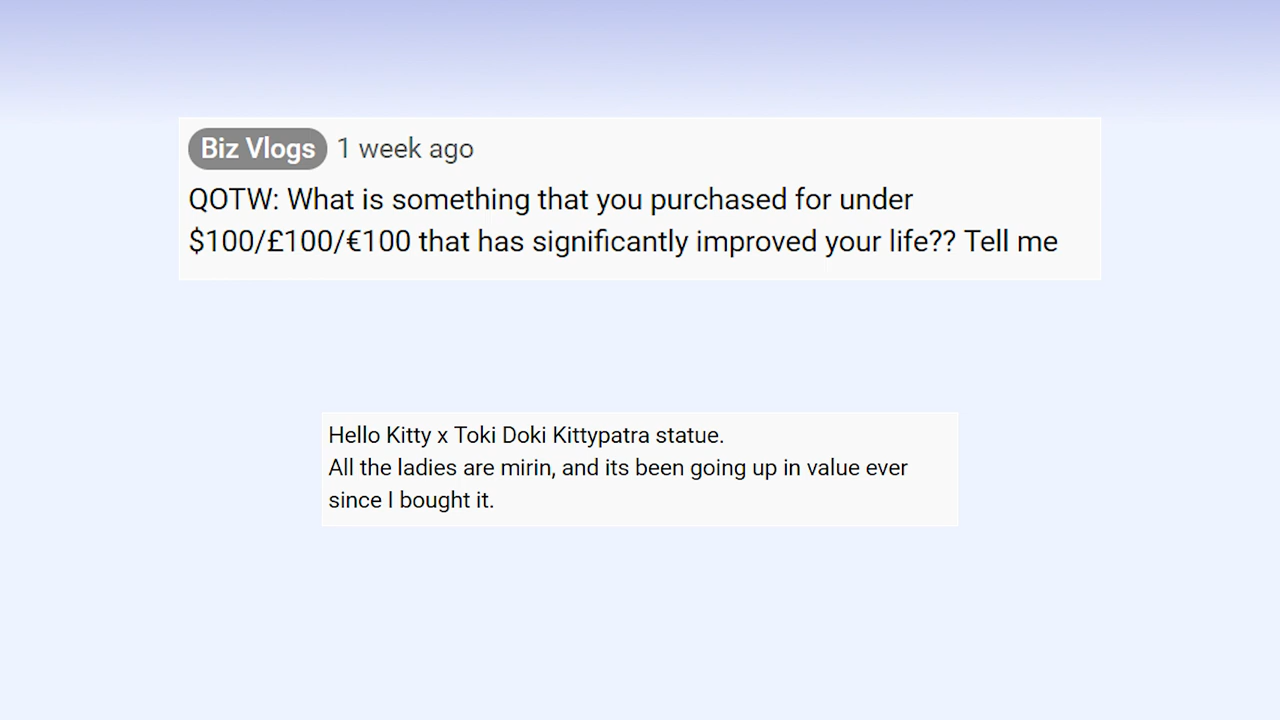 Biz Vlogs 1 week ago
QOTW: What is something that you purchased for under
$100/£100/€100 that has significantly improved your life?? Tell me
Hello Kitty x Toki Doki Kittypatra statue.
All the ladies are mirin, and its been going up in value ever
since I bought it.